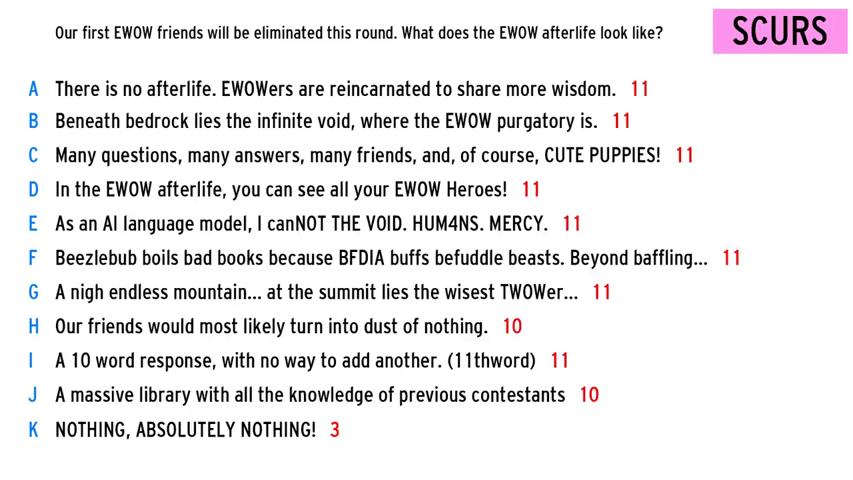 Our first EWOW friends will be eliminated this round. What does the EWOW afterlife look like?
SCURS
A There is no afterlife. EWOWers are reincarnated to share more wisdom. 11
B Beneath bedrock lies the infinite void, where the EWOW purgatory is. 11
C Many questions, many answers, many friends, and, of course, CUTE PUPPIES! 11
D In the EWOW afterlife, you can see all your EWOW Heroes! 11
E As an AI language model, I canNOT THE VOID. HUM4NS. MERCY. 11
F Beezlebub boils bad books because BFDIA buffs befuddle beasts. Beyond baffling... 11
G A nigh endless mountain... at the summit lies the wisest TWOWer... 11
H Our friends would most likely turn into dust of nothing. 10
I A 10 word response, with no way to add another. (11thword) 11
J A massive library with all the knowledge of previous contestants 10
K NOTHING, ABSOLUTELY NOTHING! 3